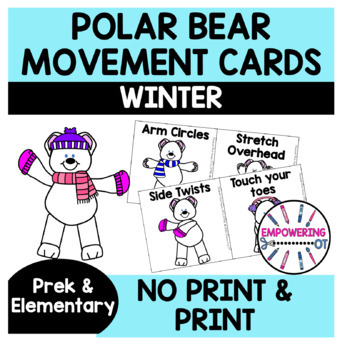 POLAR BEAR
MOVEMENT CARDS
WINTER
Arm Circles
Stretch
Overhead
Side Twists
Touch your
toes
EMPOWERING
OT
Prek &
Elementary
NO PRINT &
PRINT